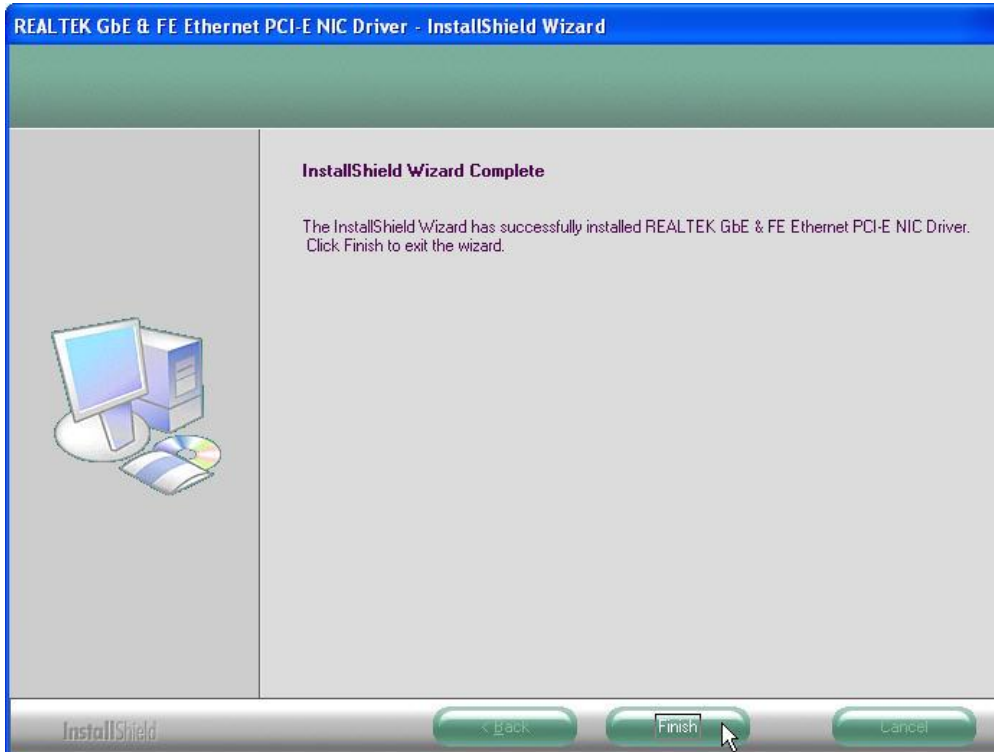 REALTEK GbE & FE Ethernet PCI-E NIC Driver - InstallShield Wizard
InstallShield Wizard Complete
The InstallShield Wizard has successfully installed REALTEK GbE & FE Ethernet PCI-E NIC Driver.
Click Finish to exit the wizard.
InstallShield
< Back
Finish
Cancel